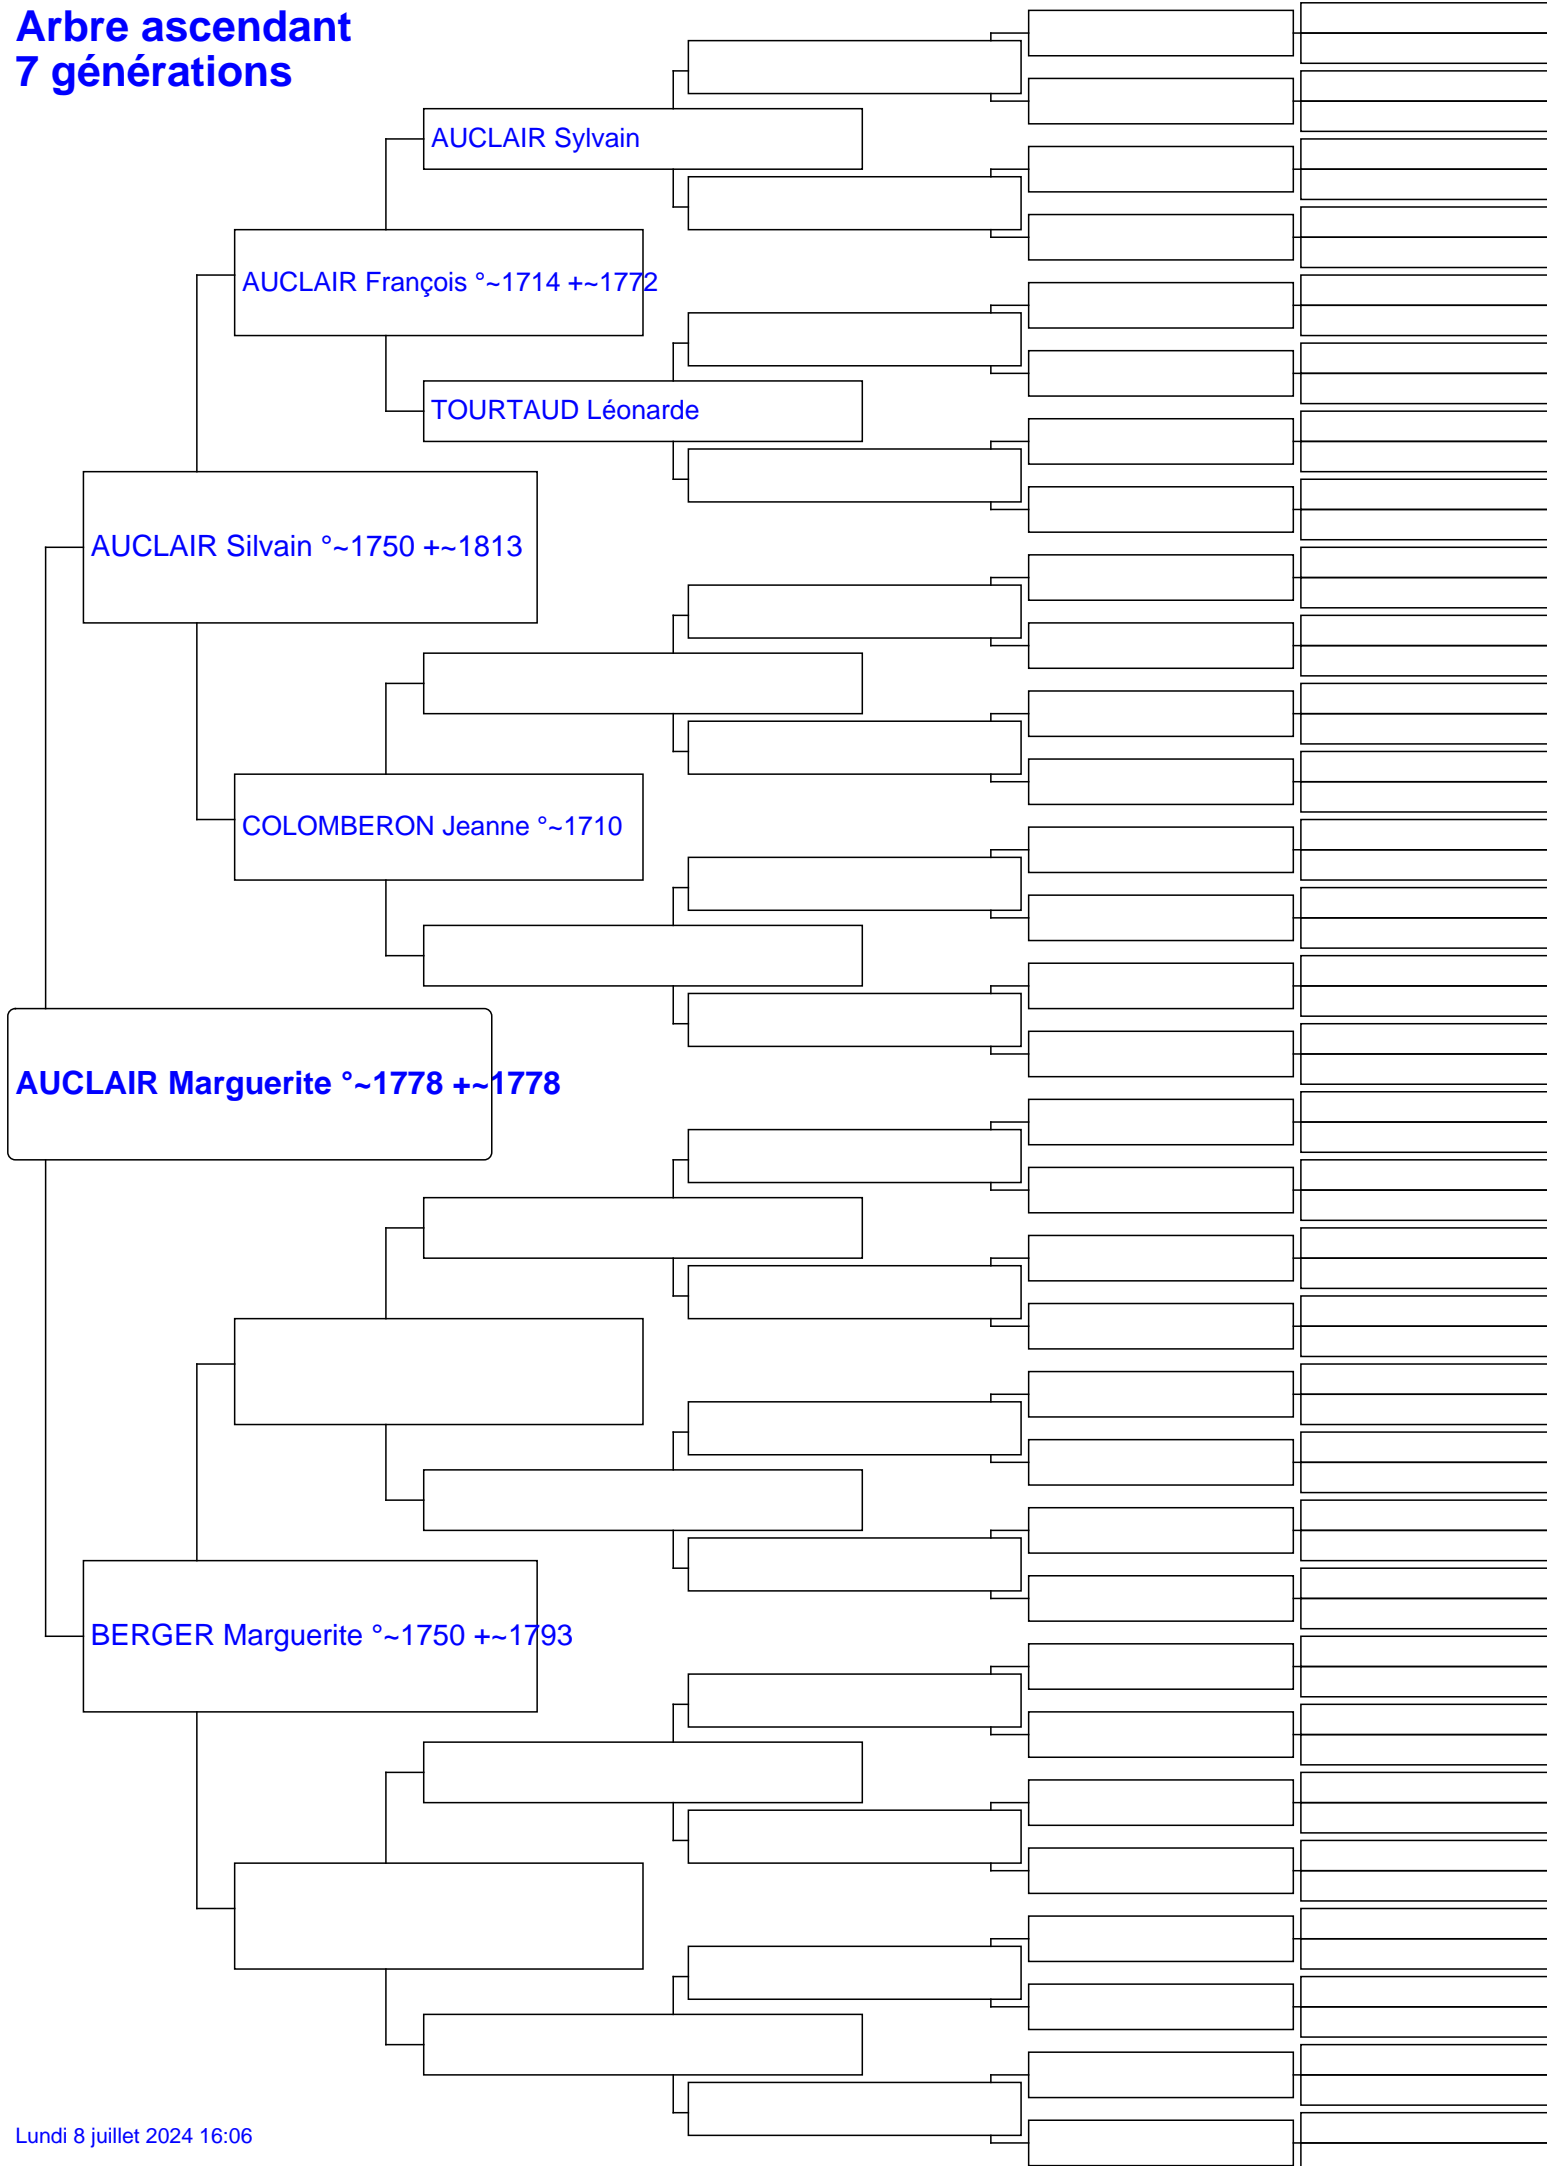 Arbre ascendant
7 générations
AUCLAIR Sylvain
AUCLAIR François °~1714 +~1772
TOURTAUD Léonarde
AUCLAIR Silvain °~1750 +~1813
COLOMBERON Jeanne °~1710
AUCLAIR Marguerite °~1778 +~1778
BERGER Marguerite °~1750 +~1793
Lundi 8 juillet 2024 16:06